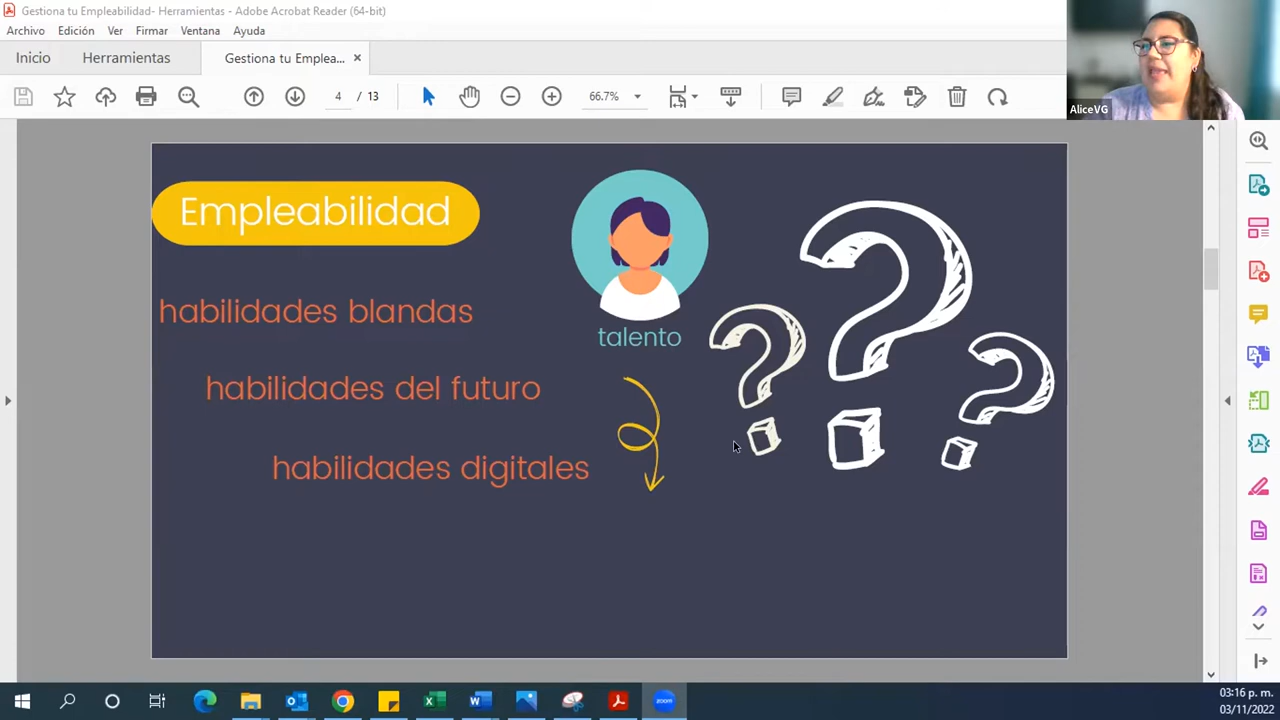 Gestiona tu Empleabilidad- Herramientas - Adobe Acrobat Reader (64-bit)
Archivo Edición Ver Firmar Ventana Ayuda
Inicio Herramientas Gestiona tu Emplea... ×
4 / 13 66.7%
AliceVG
Empleabilidad
habilidades blandas
talento
habilidades del futuro
habilidades digitales
zoom
03:16 p. m.
03/11/2022